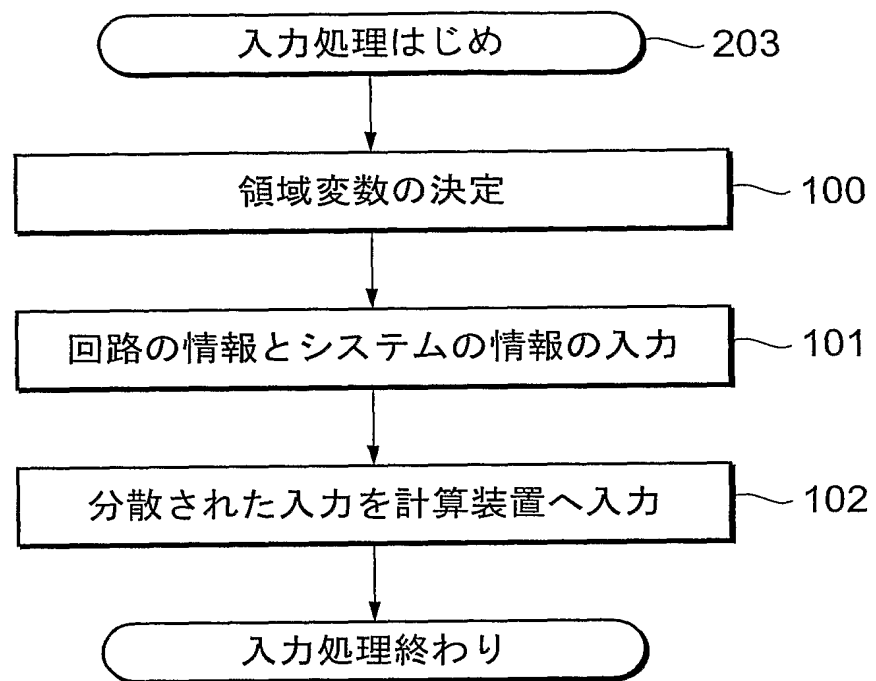 入力処理はじめ 203
領域変数の決定 100
回路の情報とシステムの情報の入力 101
分散された入力を計算装置へ入力 102
入力処理終わり